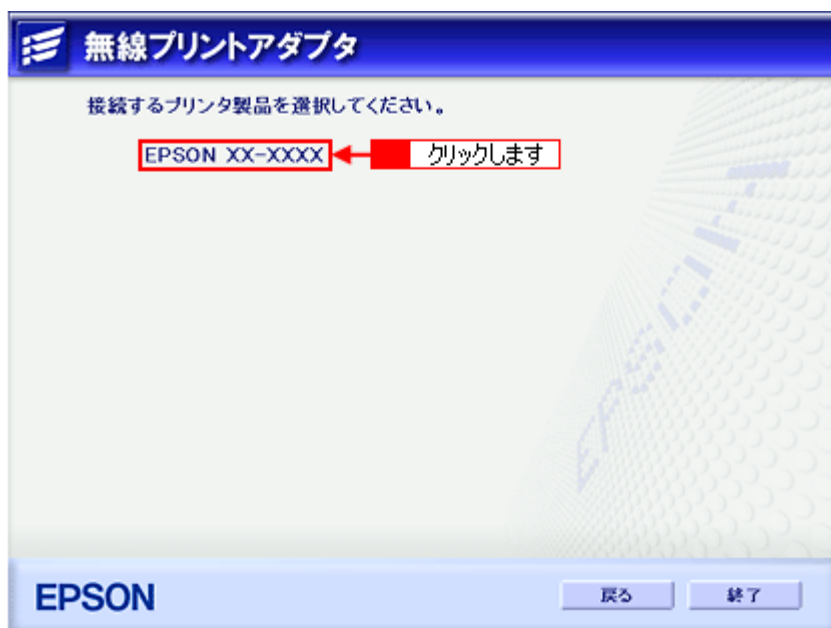 無線プリントアダプタ
接続するプリンタ製品を選択してください。
EPSON XX-XXXX クリックします
EPSON
EPSON 戻る 終了